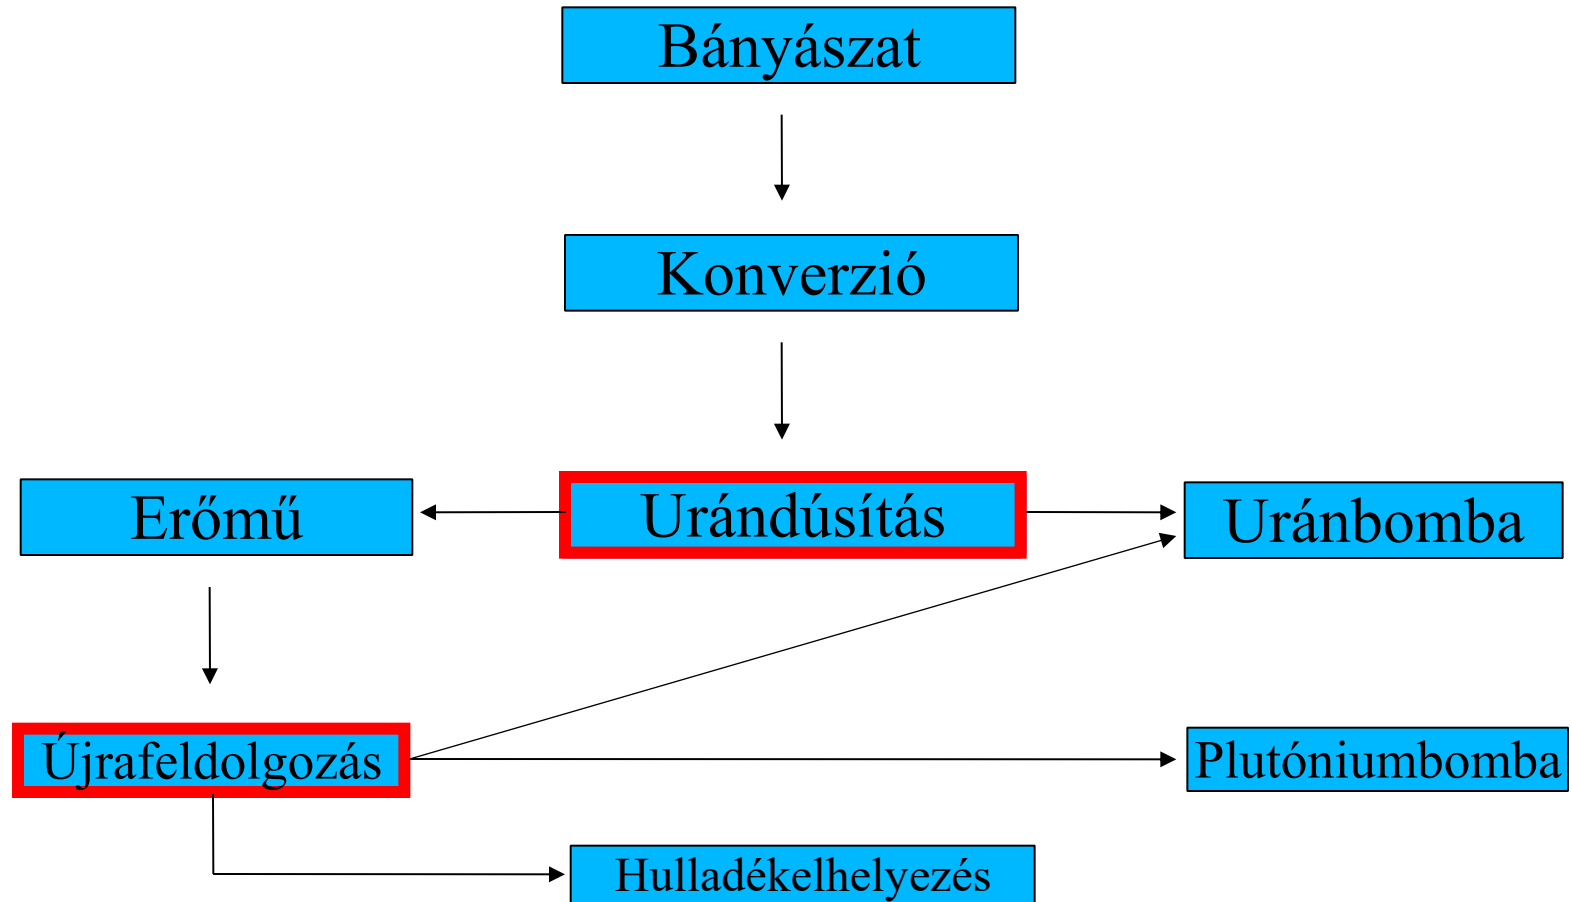 Bányászat
Konverzió
Erőmű
Urándúsítás
Uránbomba
Újrafeldolgozás
Plutóniumbomba
Hulladékelhelyezés